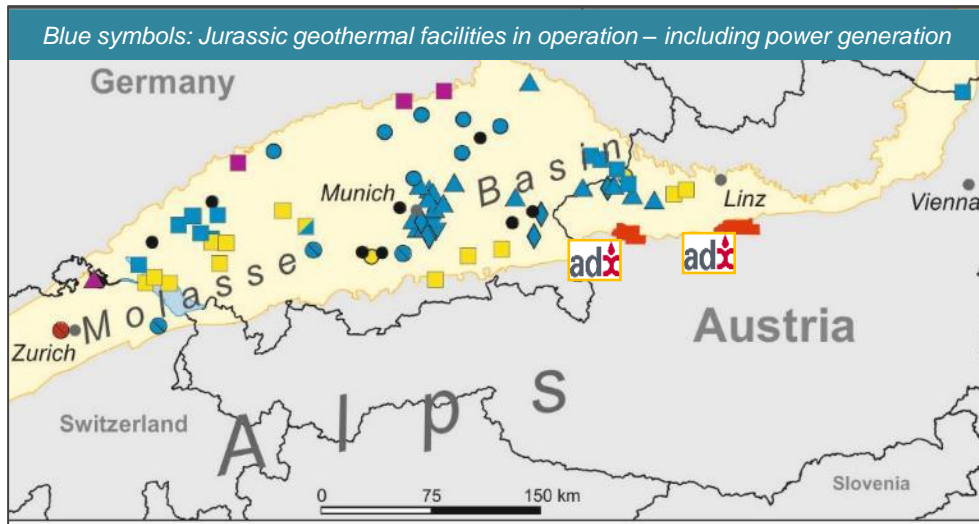 Blue symbols: Jurassic geothermal facilities in operation – including power generation
Germany
Munich
Basin
Linz
Vienna
adx
adx
Molasse
Zurich
Austria
Switzerland
Alps
Slovenia
0 75 150 km